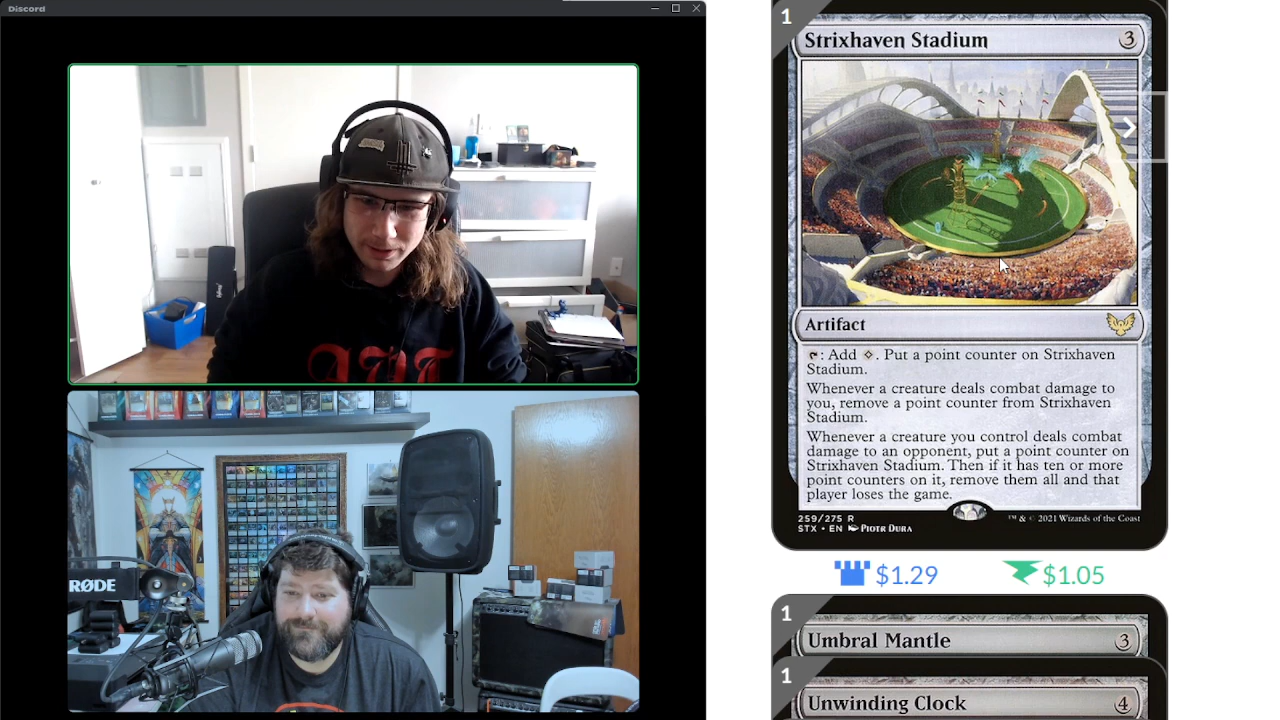 Discord
RØDE
1
Strixhaven Stadium 3
Artifact
: Add . Put a point counter on Strixhaven
Stadium.
Whenever a creature deals combat damage to
you, remove a point counter from Strixhaven
Stadium.
Whenever a creature you control deals combat
damage to an opponent, put a point counter on
Strixhaven Stadium. Then if it has ten or more
point counters on it, remove them all and that
player loses the game.
259/275 R
STX • EN Piotr Dura
™ & © 2021 Wizards of the Coast
$1.29 $1.05
1
Umbral Mantle 3
1
Unwinding Clock 4